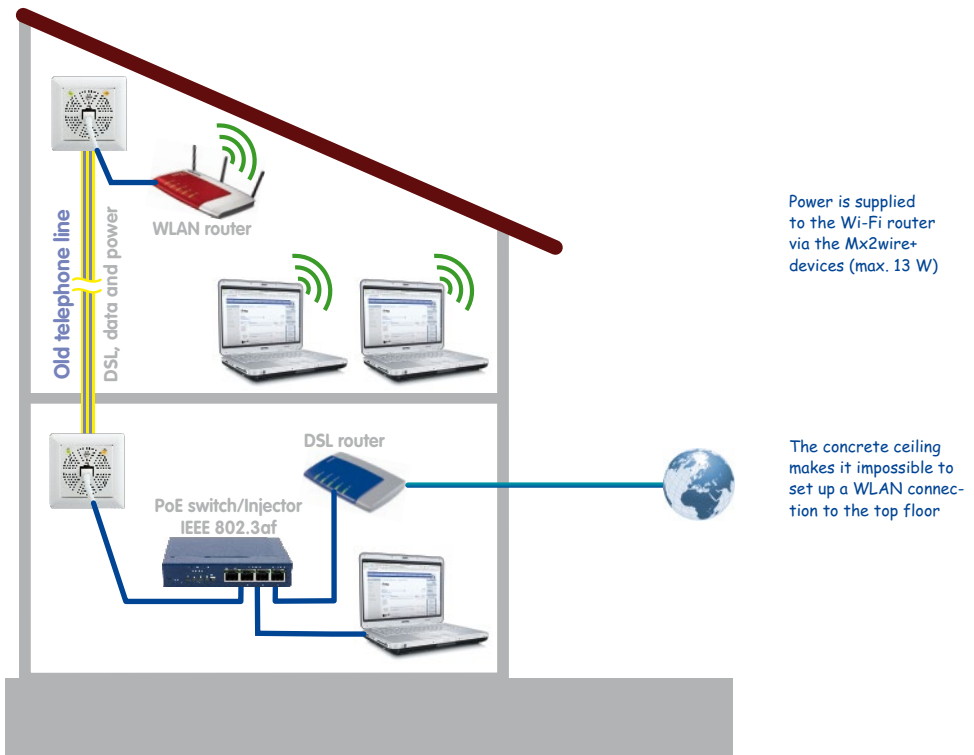 WLAN router
Old telephone line
DSL, data and power
Power is supplied
to the Wi-Fi router
via the Mx2wire+
devices (max. 13 W)
DSL router
PoE switch/Injector
IEEE 802.3af
The concrete ceiling
makes it impossible to
set up a WLAN connec-
tion to the top floor